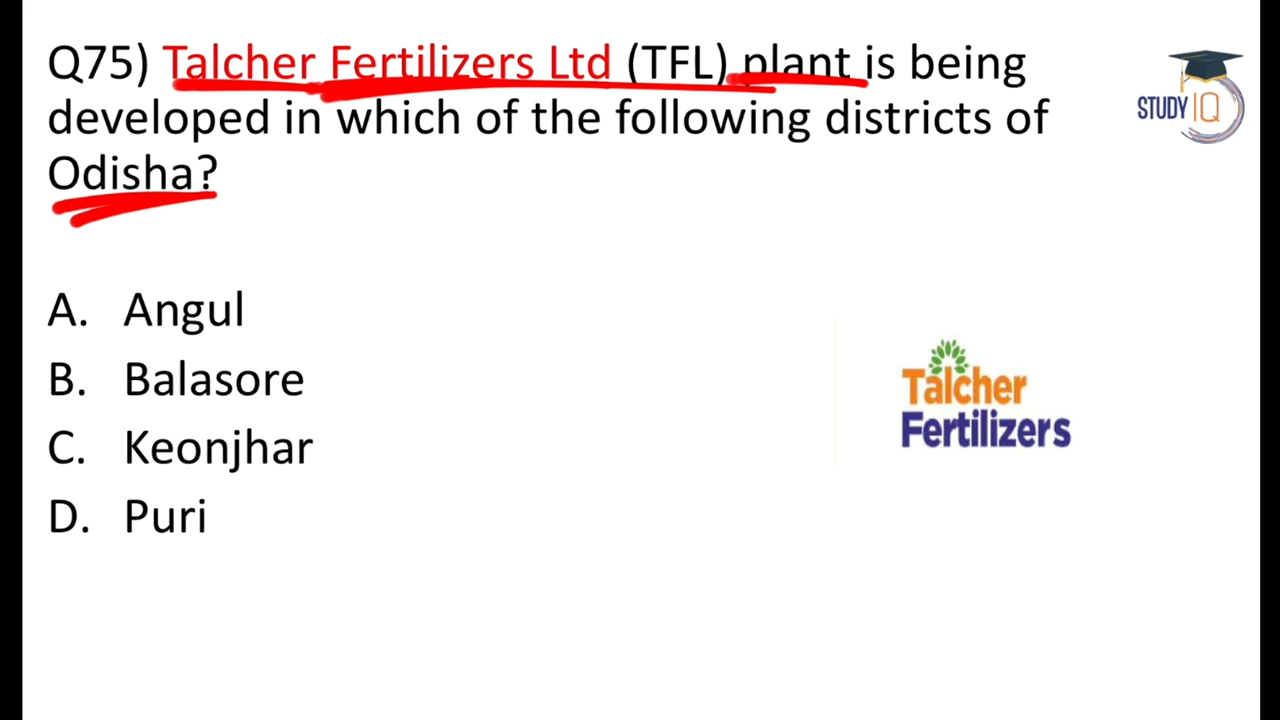 Q75) Talcher Fertilizers Ltd (TFL) plant is being
developed in which of the following districts of
Odisha?
STUDY IQ
A. Angul
B. Balasore
C. Keonjhar
D. Puri
Talcher
Fertilizers